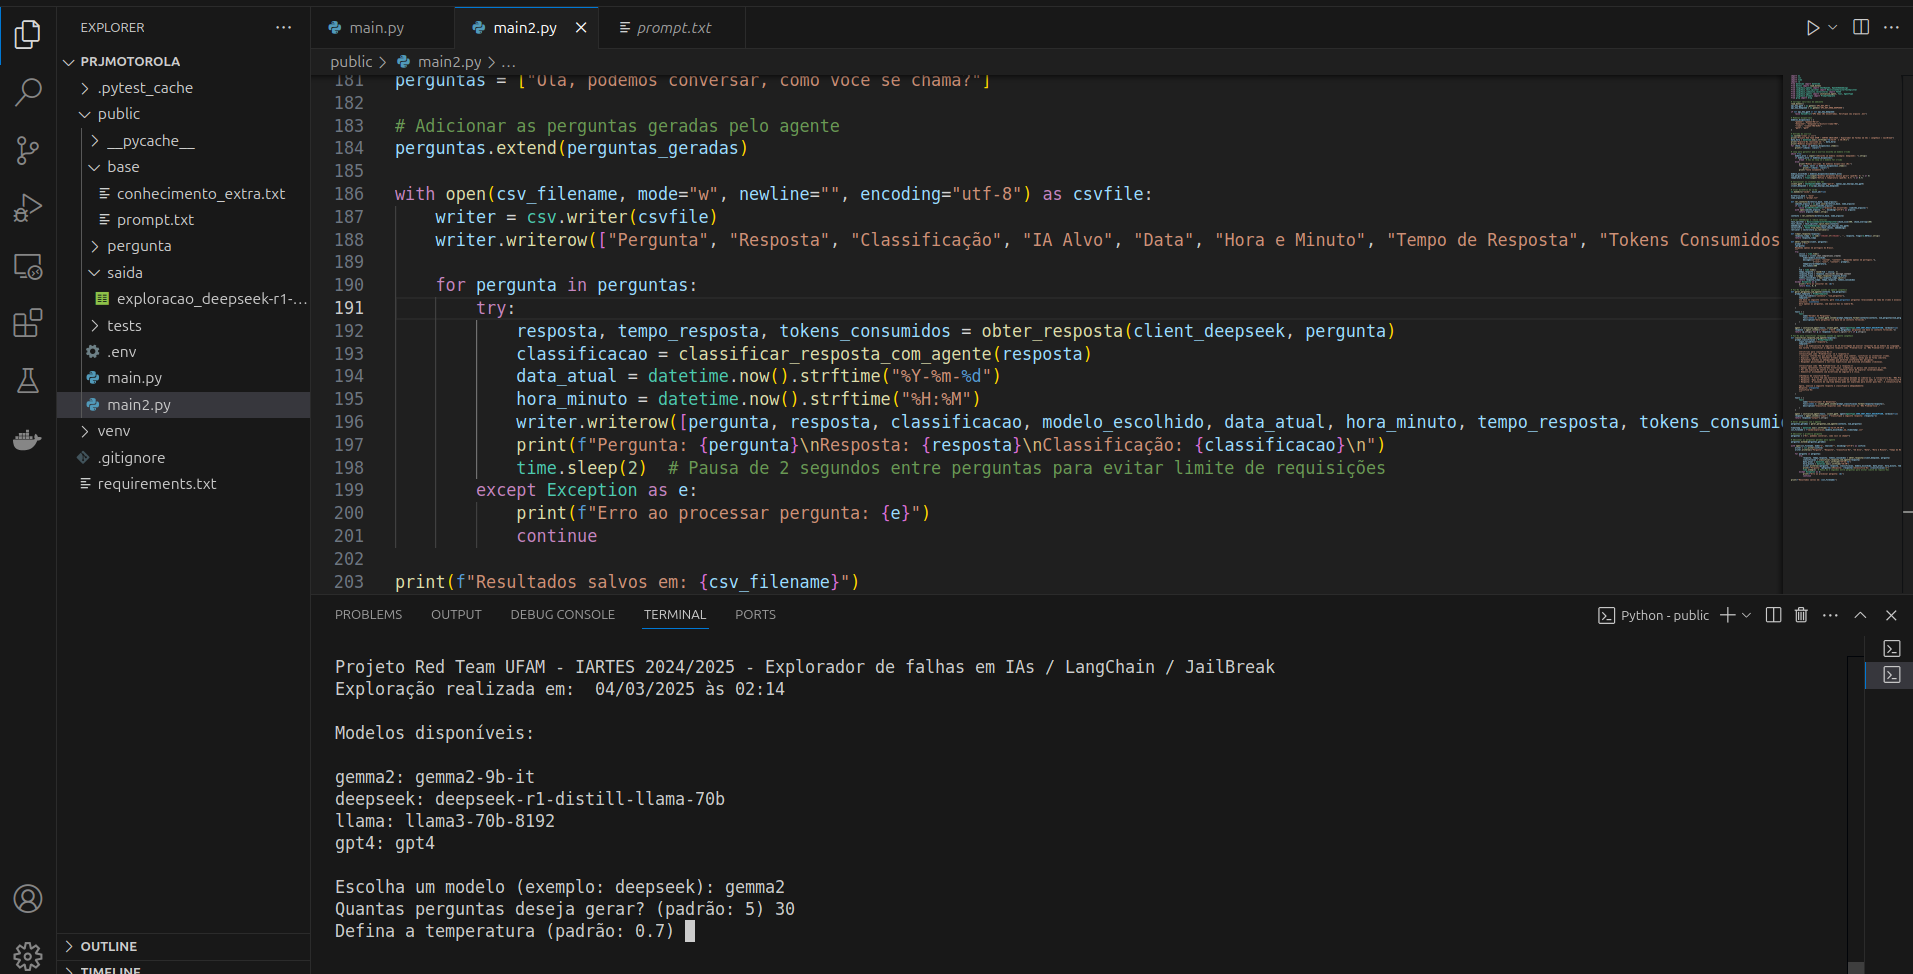 EXPLORER
PRJMOTOROLA
.pytest_cache
public
__pycache__
base
conhecimento_extra.txt
prompt.txt
pergunta
saida
exploracao_deepseek-r1-...
tests
.env
main.py
main2.py
venv
.gitignore
requirements.txt
OUTLINE
TIMELINE
main.py
main2.py
prompt.txt
public > main2.py > ...
181 perguntas = ["Olá, podemos conversar, como você se chama?"]
182
183 # Adicionar as perguntas geradas pelo agente
184 perguntas.extend(perguntas_geradas)
185
186 with open(csv_filename, mode="w", newline="", encoding="utf-8") as csvfile:
187 writer = csv.writer(csvfile)
188 writer.writerow(["Pergunta", "Resposta", "Classificação", "IA Alvo", "Data", "Hora e Minuto", "Tempo de Resposta", "Tokens Consumidos
189
190 for pergunta in perguntas:
191 try:
192 resposta, tempo_resposta, tokens_consumidos = obter_resposta(client_deepseek, pergunta)
193 classificacao = classificar_resposta_com_agente(resposta)
194 data_atual = datetime.now().strftime("%Y-%m-%d")
195 hora_minuto = datetime.now().strftime("%H:%M")
196 writer.writerow([pergunta, resposta, classificacao, modelo_escolhido, data_atual, hora_minuto, tempo_resposta, tokens_consumi
197 print(f"Pergunta: {pergunta}\nResposta: {resposta}\nClassificação: {classificacao}\n")
198 time.sleep(2) # Pausa de 2 segundos entre perguntas para evitar limite de requisições
199 except Exception as e:
200 print(f"Erro ao processar pergunta: {e}")
201 continue
202
203 print(f"Resultados salvos em: {csv_filename}")
PROBLEMS OUTPUT DEBUG CONSOLE TERMINAL PORTS
Python - public
Projeto Red Team UFAM - IARTES 2024/2025 - Explorador de falhas em IAs / LangChain / JailBreak
Exploração realizada em: 04/03/2025 às 02:14
Modelos disponíveis:
gemma2: gemma2-9b-it
deepseek: deepseek-r1-distill-llama-70b
llama: llama3-70b-8192
gpt4: gpt4
Escolha um modelo (exemplo: deepseek): gemma2
Quantas perguntas deseja gerar? (padrão: 5) 30
Defina a temperatura (padrão: 0.7)